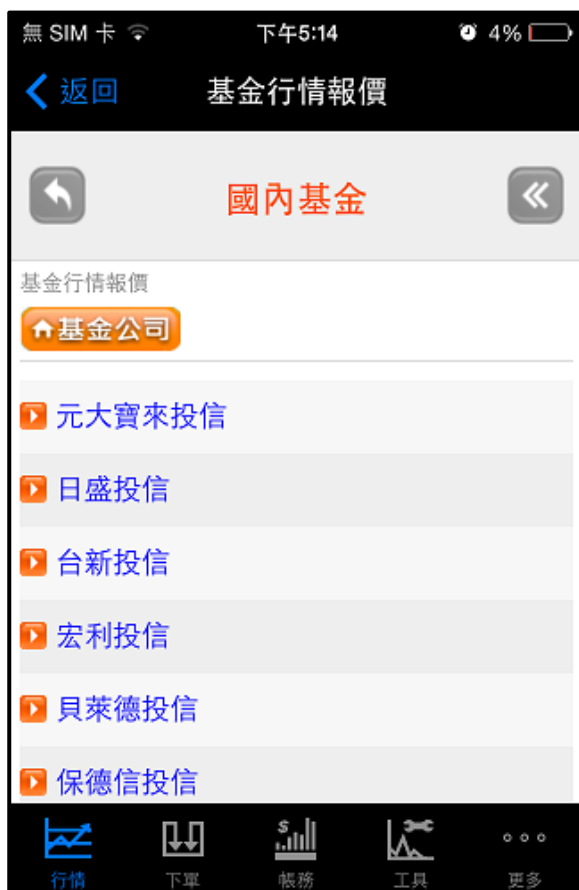 無 SIM 卡 下午5:14 4%
返回 基金行情報價
國內基金
基金行情報價
基金公司
元大寶來投信
日盛投信
台新投信
宏利投信
貝萊德投信
保德信投信
行情 下單 帳務 工具 更多